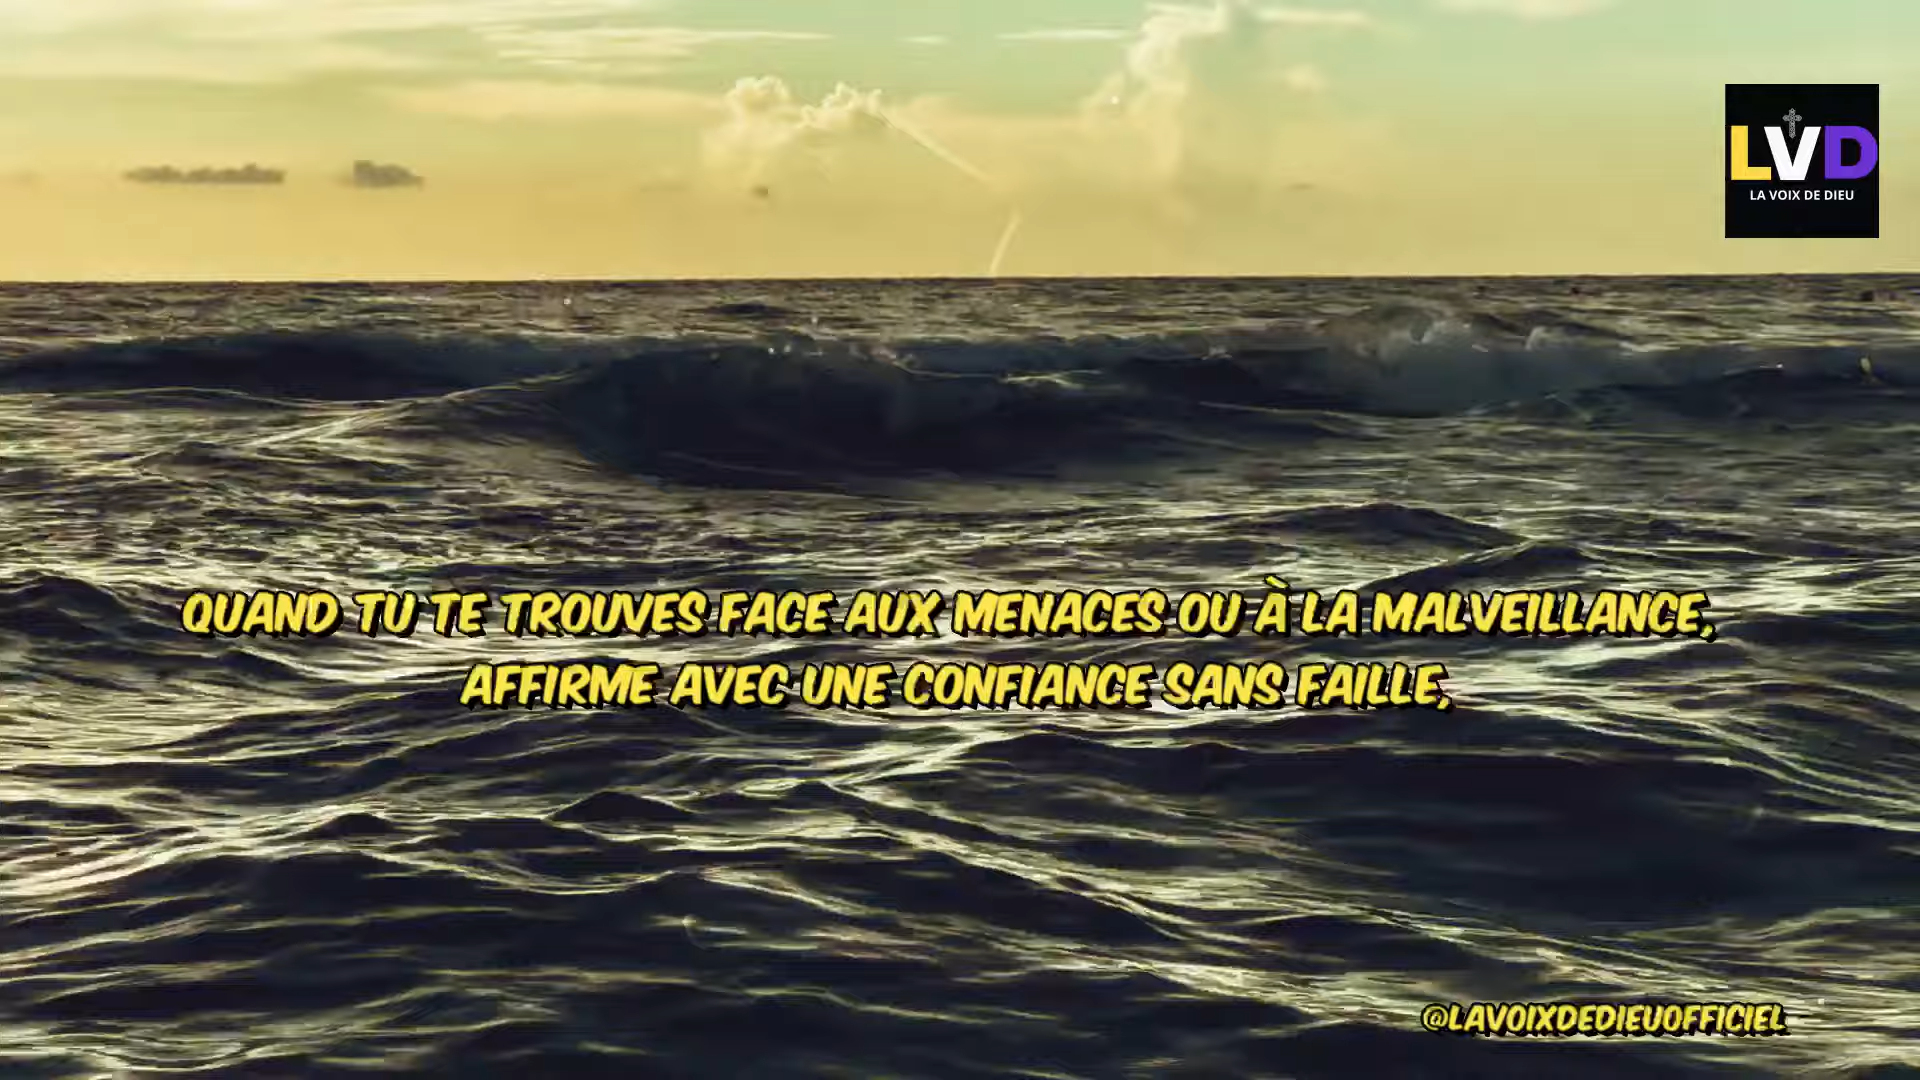 LVD
LA VOIX DE DIEU
QUAND TU TE TROUVES FACE AUX MENACES OU À LA MALVEILLANCE,
AFFIRME AVEC UNE CONFIANCE SANS FAILLE,
@LAVOIXDEDIEUOFFICIEL